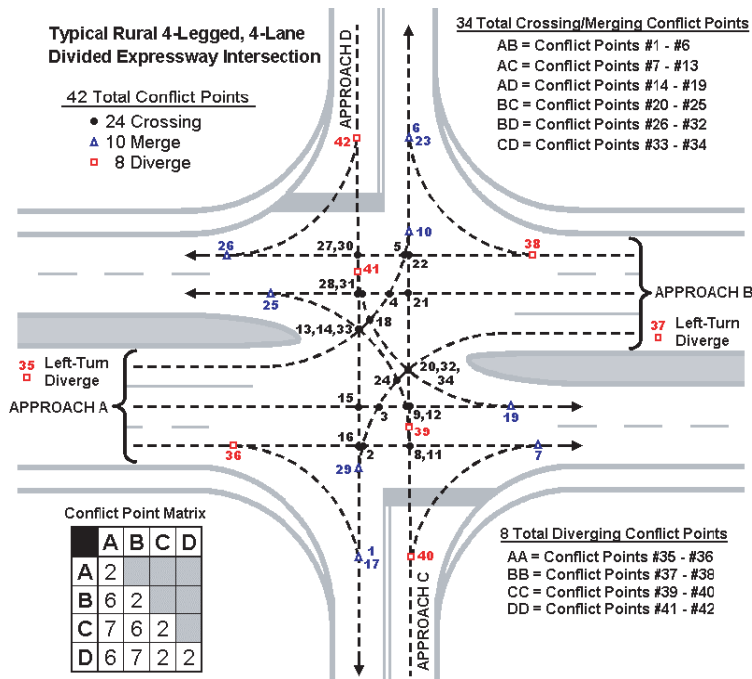 Typical Rural 4-Legged, 4-Lane
Divided Expressway Intersection
42 Total Conflict Points
24 Crossing
10 Merge
8 Diverge
APPROACH D
34 Total Crossing/Merging Conflict Points
AB = Conflict Points #1 - #6
AC = Conflict Points #7 - #13
AD = Conflict Points #14 - #19
BC = Conflict Points #20 - #25
BD = Conflict Points #26 - #32
CD = Conflict Points #33 - #34
42
6
23
10
26
27,30
5
22
38
41
28,31
25
4
21
APPROACH B
18
13,14,33
37 Left-Turn
Diverge
35 Left-Turn
Diverge
20,32,
34
24
APPROACH A
15
3
9,12
19
39
36
16
2
8,11
7
29
1
17
40
APPROACH C
Conflict Point Matrix
A B C D
A 2
B 6 2
C 7 6 2
D 6 7 2 2
8 Total Diverging Conflict Points
AA = Conflict Points #35 - #36
BB = Conflict Points #37 - #38
CC = Conflict Points #39 - #40
DD = Conflict Points #41 - #42